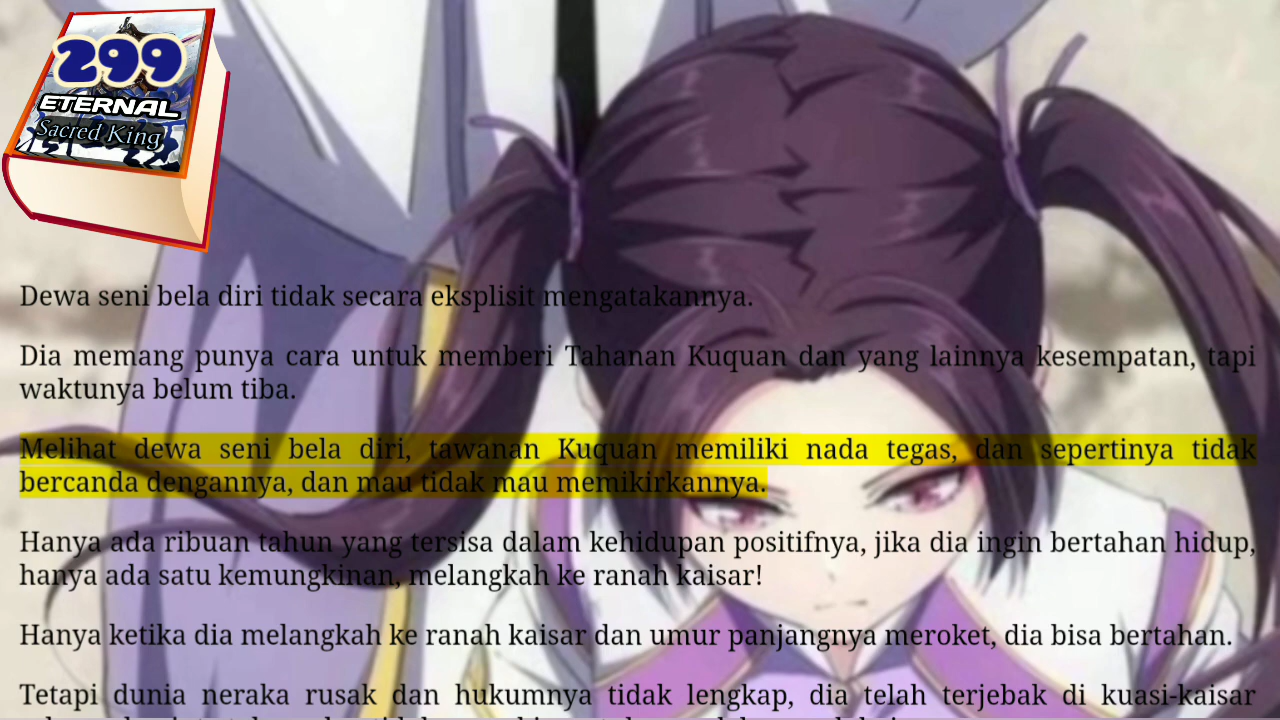 299
ETERNAL
Sacred King
Dewa seni bela diri tidak secara eksplisit mengatakannya.
Dia memang punya cara untuk memberi Tahanan Kuquan dan yang lainnya kesempatan, tapi
waktunya belum tiba.
Melihat dewa seni bela diri, tawanan Kuquan memiliki nada tegas, dan sepertinya tidak
bercanda dengannya, dan mau tidak mau memikirkannya.
Hanya ada ribuan tahun yang tersisa dalam kehidupan positifnya, jika dia ingin bertahan hidup,
hanya ada satu kemungkinan, melangkah ke ranah kaisar!
Hanya ketika dia melangkah ke ranah kaisar dan umur panjangnya meroket, dia bisa bertahan.
Tetapi dunia neraka rusak dan hukumnya tidak lengkap, dia telah terjebak di kuasi-kaisar